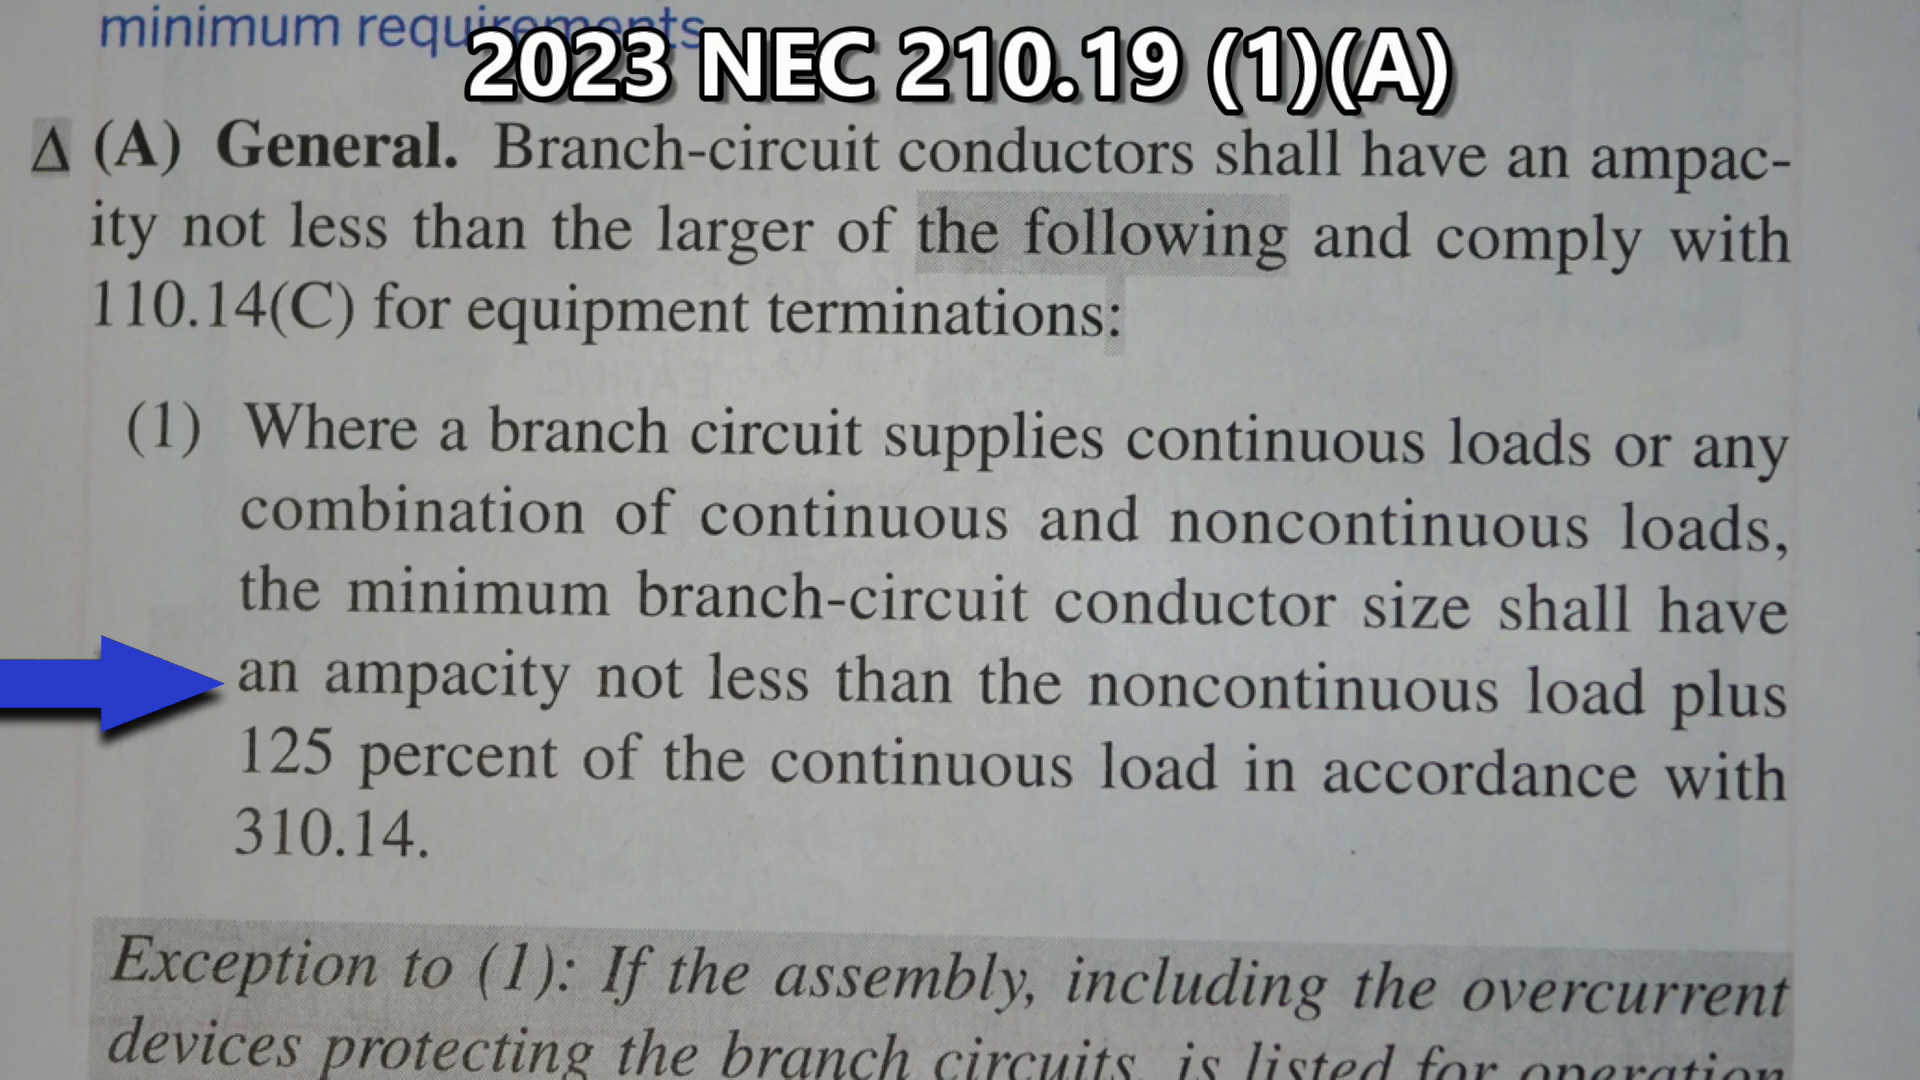 minimum requirements
2023 NEC 210.19 (1)(A)
Δ (A) General. Branch-circuit conductors shall have an ampac-
ity not less than the larger of the following and comply with
110.14(C) for equipment terminations:
(1) Where a branch circuit supplies continuous loads or any
combination of continuous and noncontinuous loads,
the minimum branch-circuit conductor size shall have
an ampacity not less than the noncontinuous load plus
125 percent of the continuous load in accordance with
310.14.
Exception to (1): If the assembly, including the overcurrent
devices protecting the branch circuits, is listed for operation